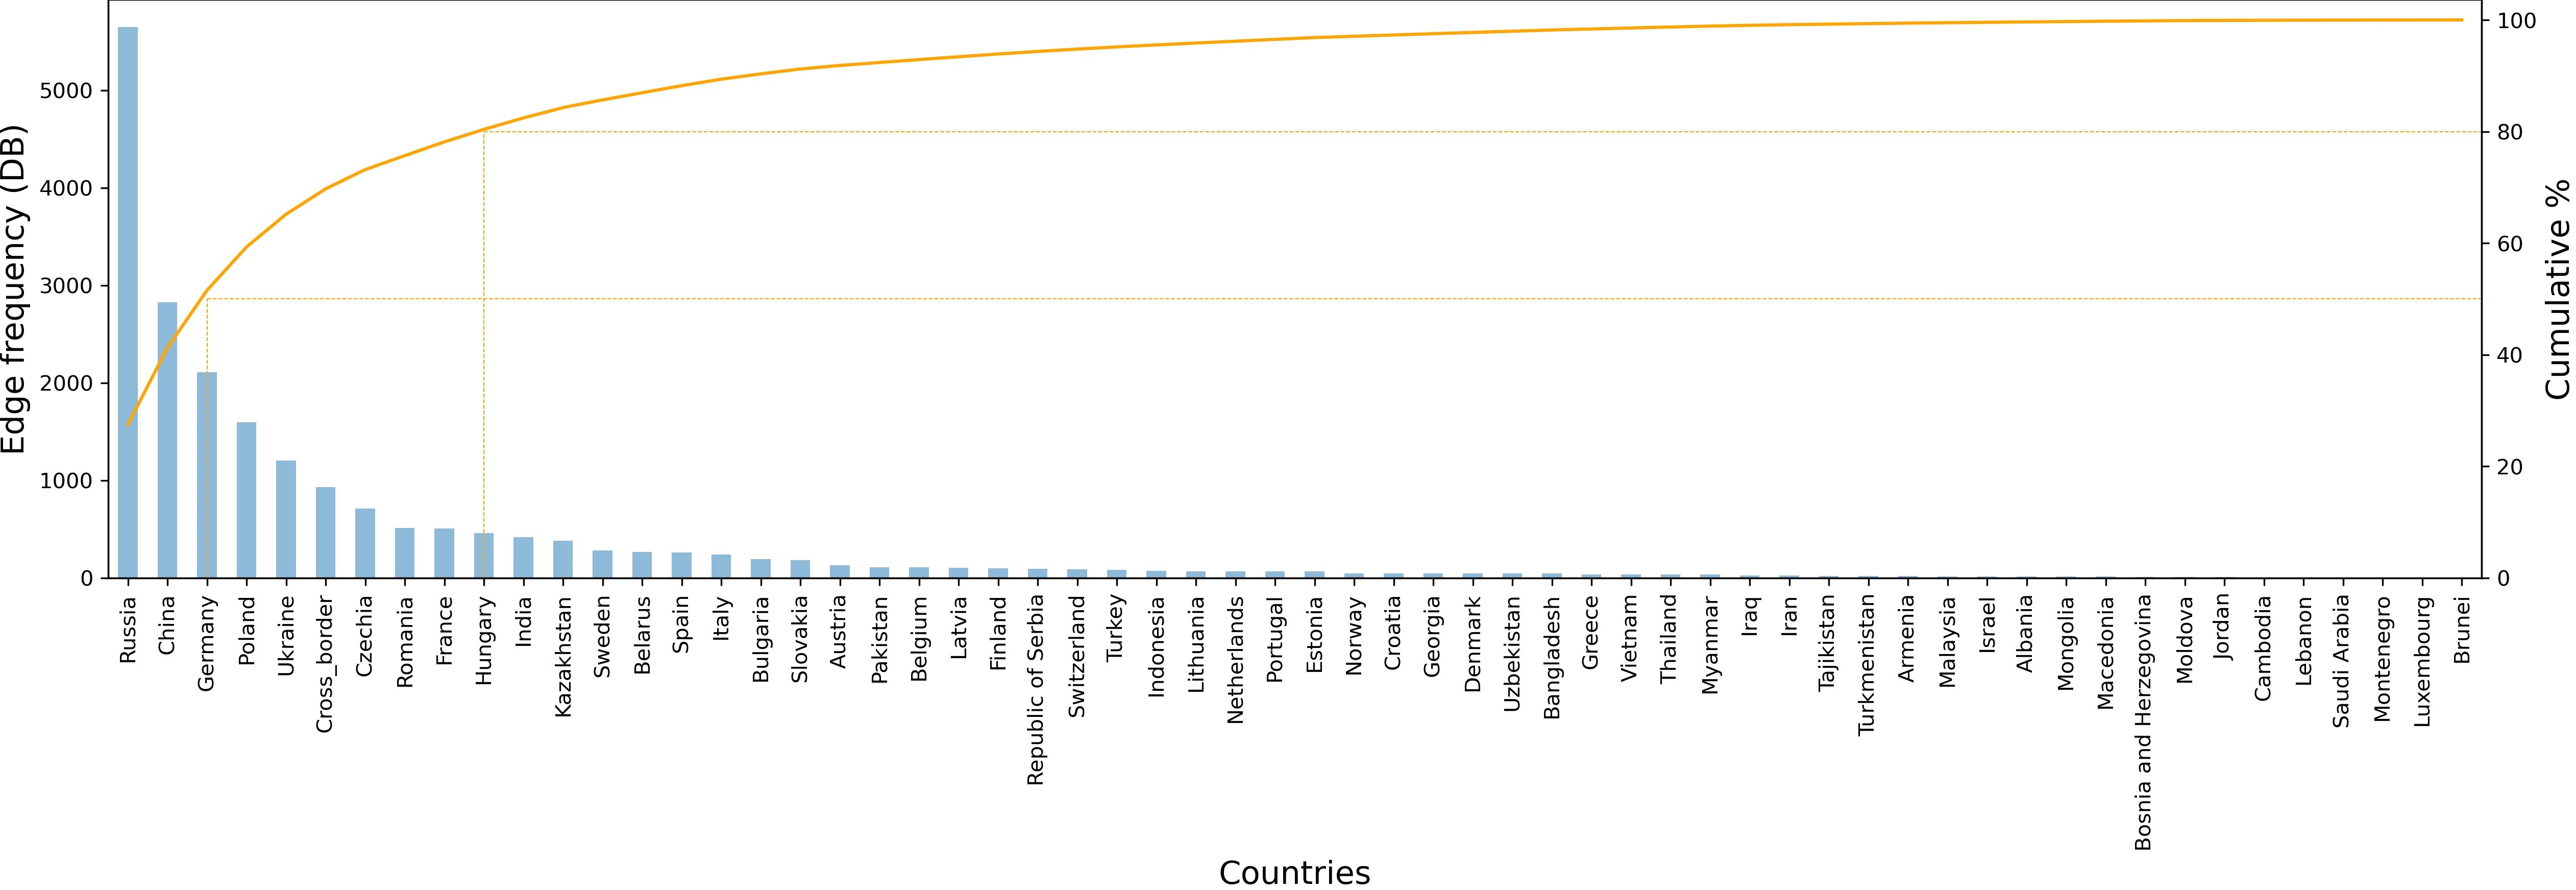 Edge frequency (DB)
5000
4000
3000
2000
1000
0
100
80
60
40
20
0
Cumulative %
Russia
China
Germany
Poland
Ukraine
Cross_border
Czechia
Romania
France
Hungary
India
Kazakhstan
Sweden
Belarus
Spain
Italy
Bulgaria
Slovakia
Austria
Pakistan
Belgium
Latvia
Finland
Republic of Serbia
Switzerland
Turkey
Indonesia
Lithuania
Netherlands
Portugal
Estonia
Norway
Croatia
Georgia
Denmark
Uzbekistan
Bangladesh
Greece
Vietnam
Thailand
Myanmar
Iraq
Iran
Tajikistan
Turkmenistan
Armenia
Malaysia
Israel
Albania
Mongolia
Macedonia
Bosnia and Herzegovina
Moldova
Jordan
Cambodia
Lebanon
Saudi Arabia
Montenegro
Luxembourg
Brunei
Countries